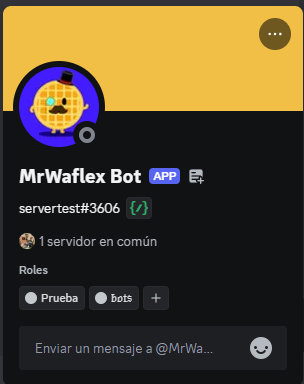 MrWaflex Bot APP
servertest#3606 {/}
1 servidor en común
Roles
Prueba 𝖇𝖔𝖙𝖘 +
Enviar un mensaje a @MrWa...